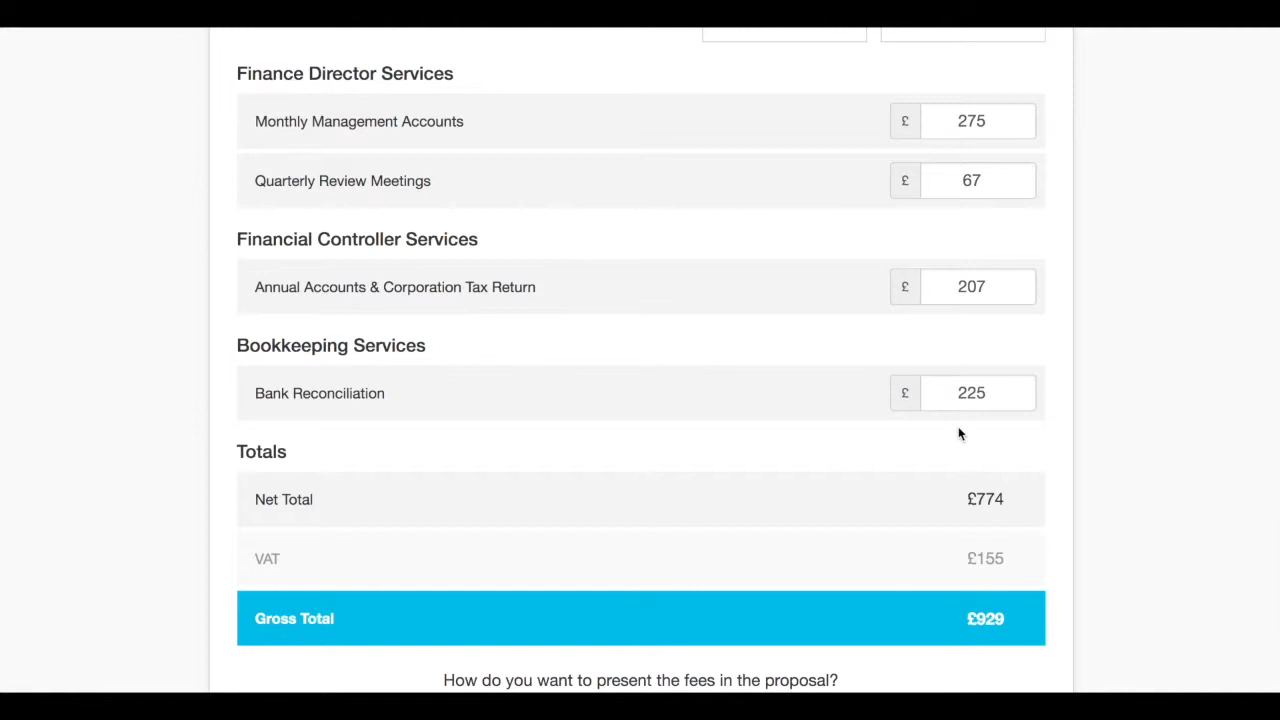 Finance Director Services
Monthly Management Accounts £ 275
Quarterly Review Meetings £ 67
Financial Controller Services
Annual Accounts & Corporation Tax Return £ 207
Bookkeeping Services
Bank Reconciliation £ 225
Totals
Net Total £774
VAT £155
Gross Total £929
How do you want to present the fees in the proposal?